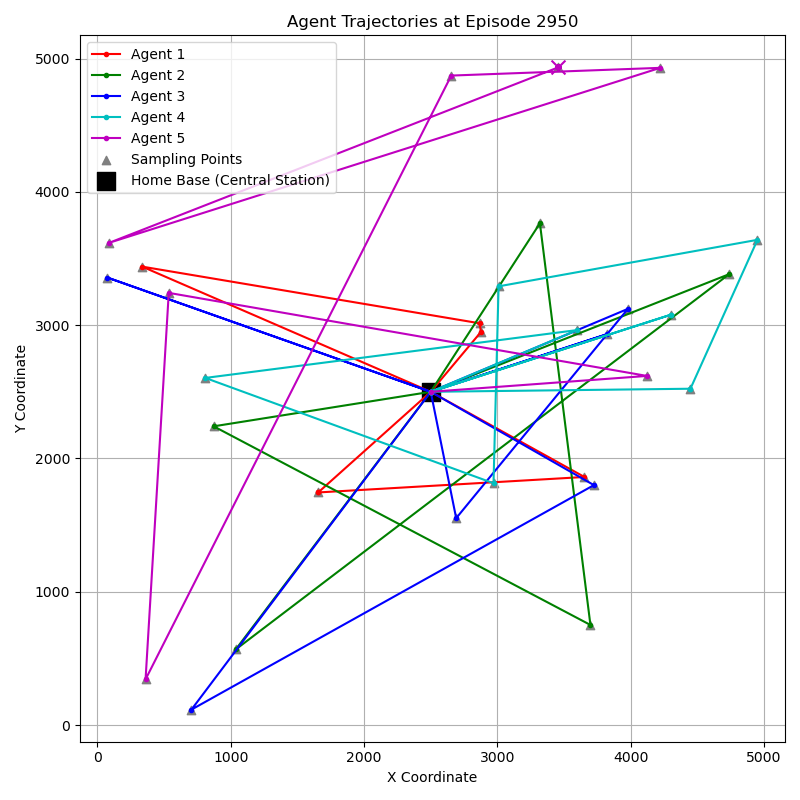 Agent Trajectories at Episode 2950
Agent 1
Agent 2
Agent 3
Agent 4
Agent 5
Sampling Points
Home Base (Central Station)
5000
4000
3000
2000
1000
0
Y Coordinate
0 1000 2000 3000 4000 5000
X Coordinate